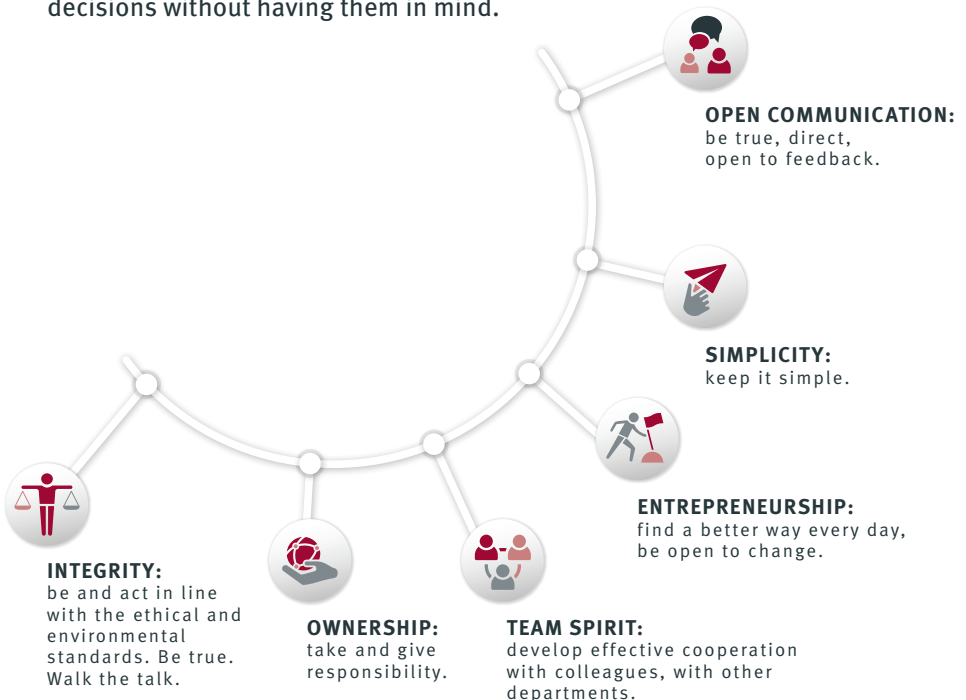 decisions without having them in mind.
OPEN COMMUNICATION:
be true, direct,
open to feedback.
SIMPLICITY:
keep it simple.
ENTREPRENEURSHIP:
find a better way every day,
be open to change.
INTEGRITY:
be and act in line
with the ethical and
environmental
standards. Be true.
Walk the talk.
OWNERSHIP:
take and give
responsibility.
TEAM SPIRIT:
develop effective cooperation
with colleagues, with other
departments.